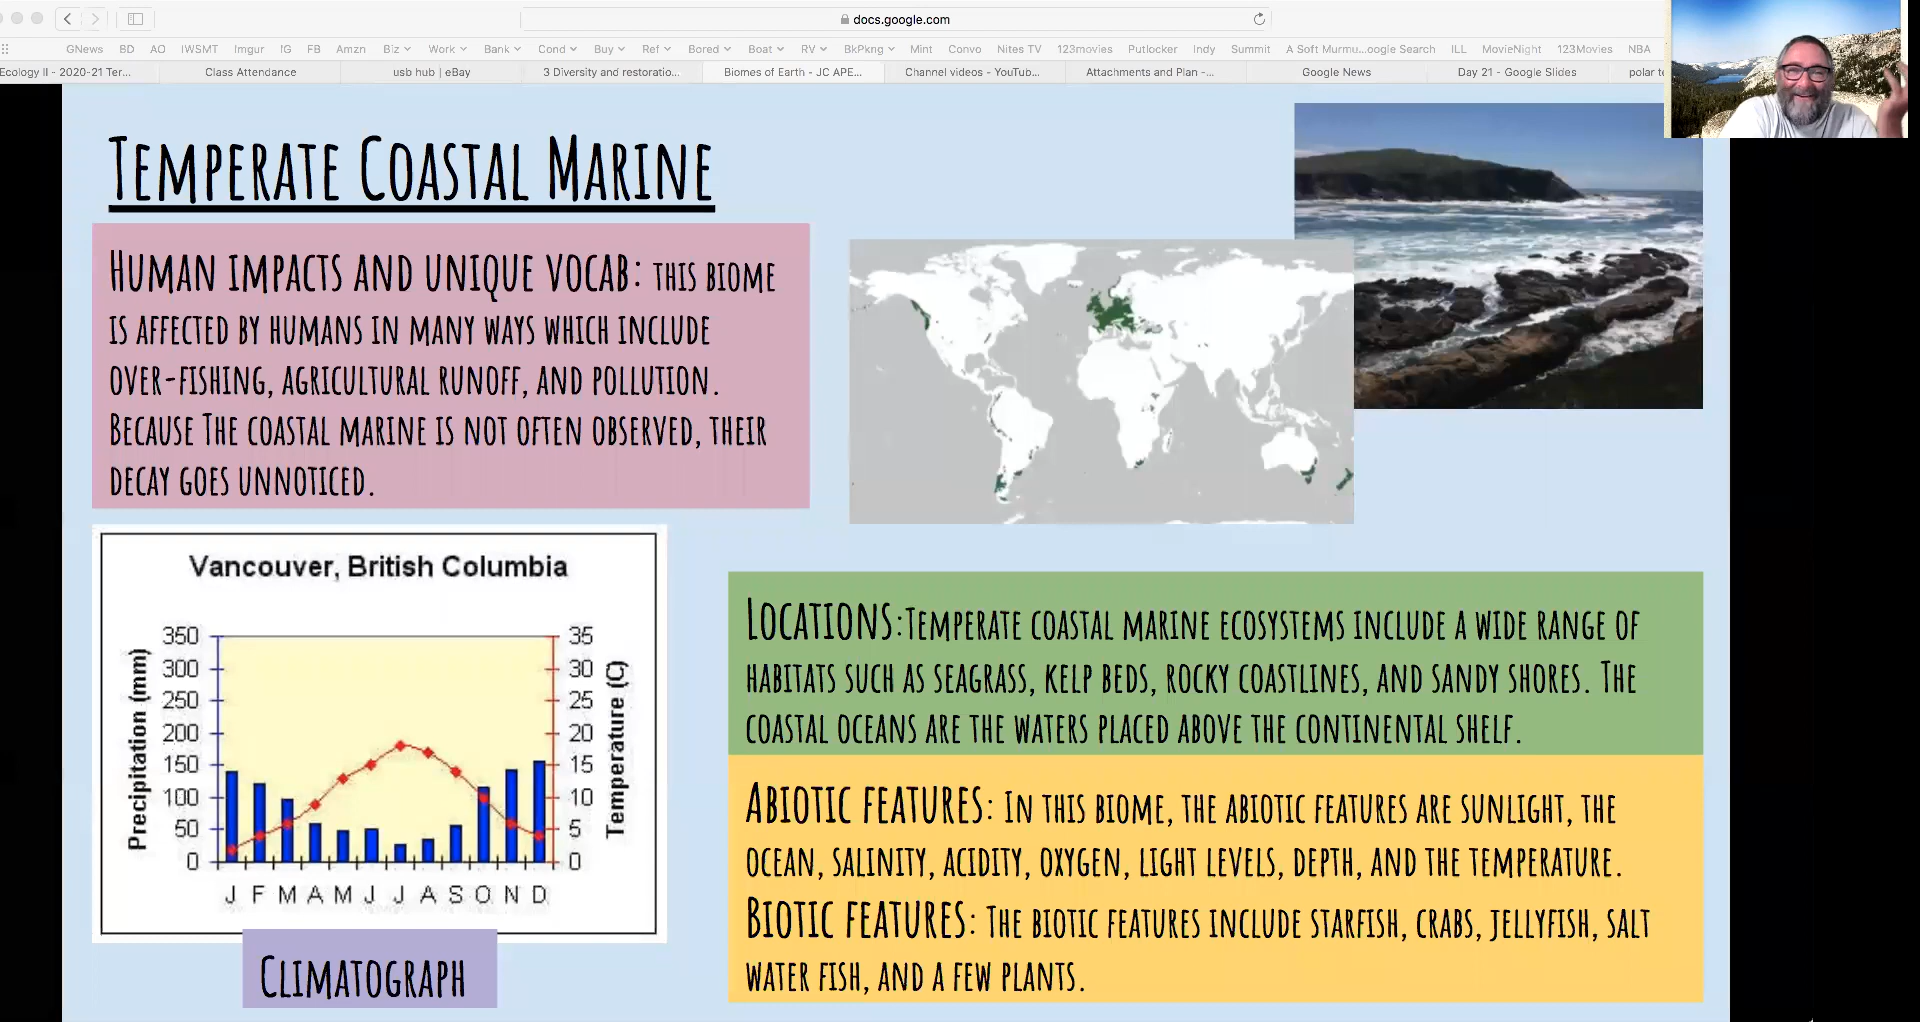 docs.google.com
GNews BD AO IWSMT Imgur IG FB Amzn Biz Work Bank Cond Buy Ref Bored Boat RV BkPkng Mint Convo Nites TV 123movies Putlocker Indy Summit A Soft Murmu...oogle Search ILL MovieNight 123Movies NBA
Ecology II - 2020-21 Ter... Class Attendance usb hub | eBay 3 Diversity and restoratio... Biomes of Earth - JC APE... Channel videos - YouTub... Attachments and Plan -... Google News Day 21 - Google Slides polar te
Temperate Coastal Marine
Human impacts and unique vocab: this biome
is affected by humans in many ways which include
over-fishing, agricultural runoff, and pollution.
Because The coastal marine is not often observed, their
decay goes unnoticed.
Vancouver, British Columbia
Precipitation (mm)
350
300
250
200
150
100
50
0
35
30
25
20
15
10
5
0
Temperature (C)
J F M A M J J A S O N D
Climatograph
Locations:Temperate coastal marine ecosystems include a wide range of
habitats such as seagrass, kelp beds, rocky coastlines, and sandy shores. The
coastal oceans are the waters placed above the continental shelf.
Abiotic features: In this biome, the abiotic features are sunlight, the
ocean, salinity, acidity, oxygen, light levels, depth, and the temperature.
Biotic features: The biotic features include starfish, crabs, jellyfish, salt
water fish, and a few plants.